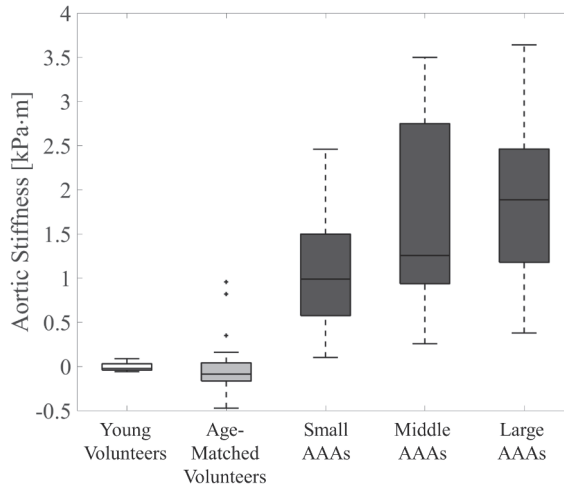 Aortic Stiffness [kPa·m]
4
3.5
3
2.5
2
1.5
1
0.5
0
-0.5
Young
Volunteers
Age-
Matched
Volunteers
Small
AAAs
Middle
AAAs
Large
AAAs